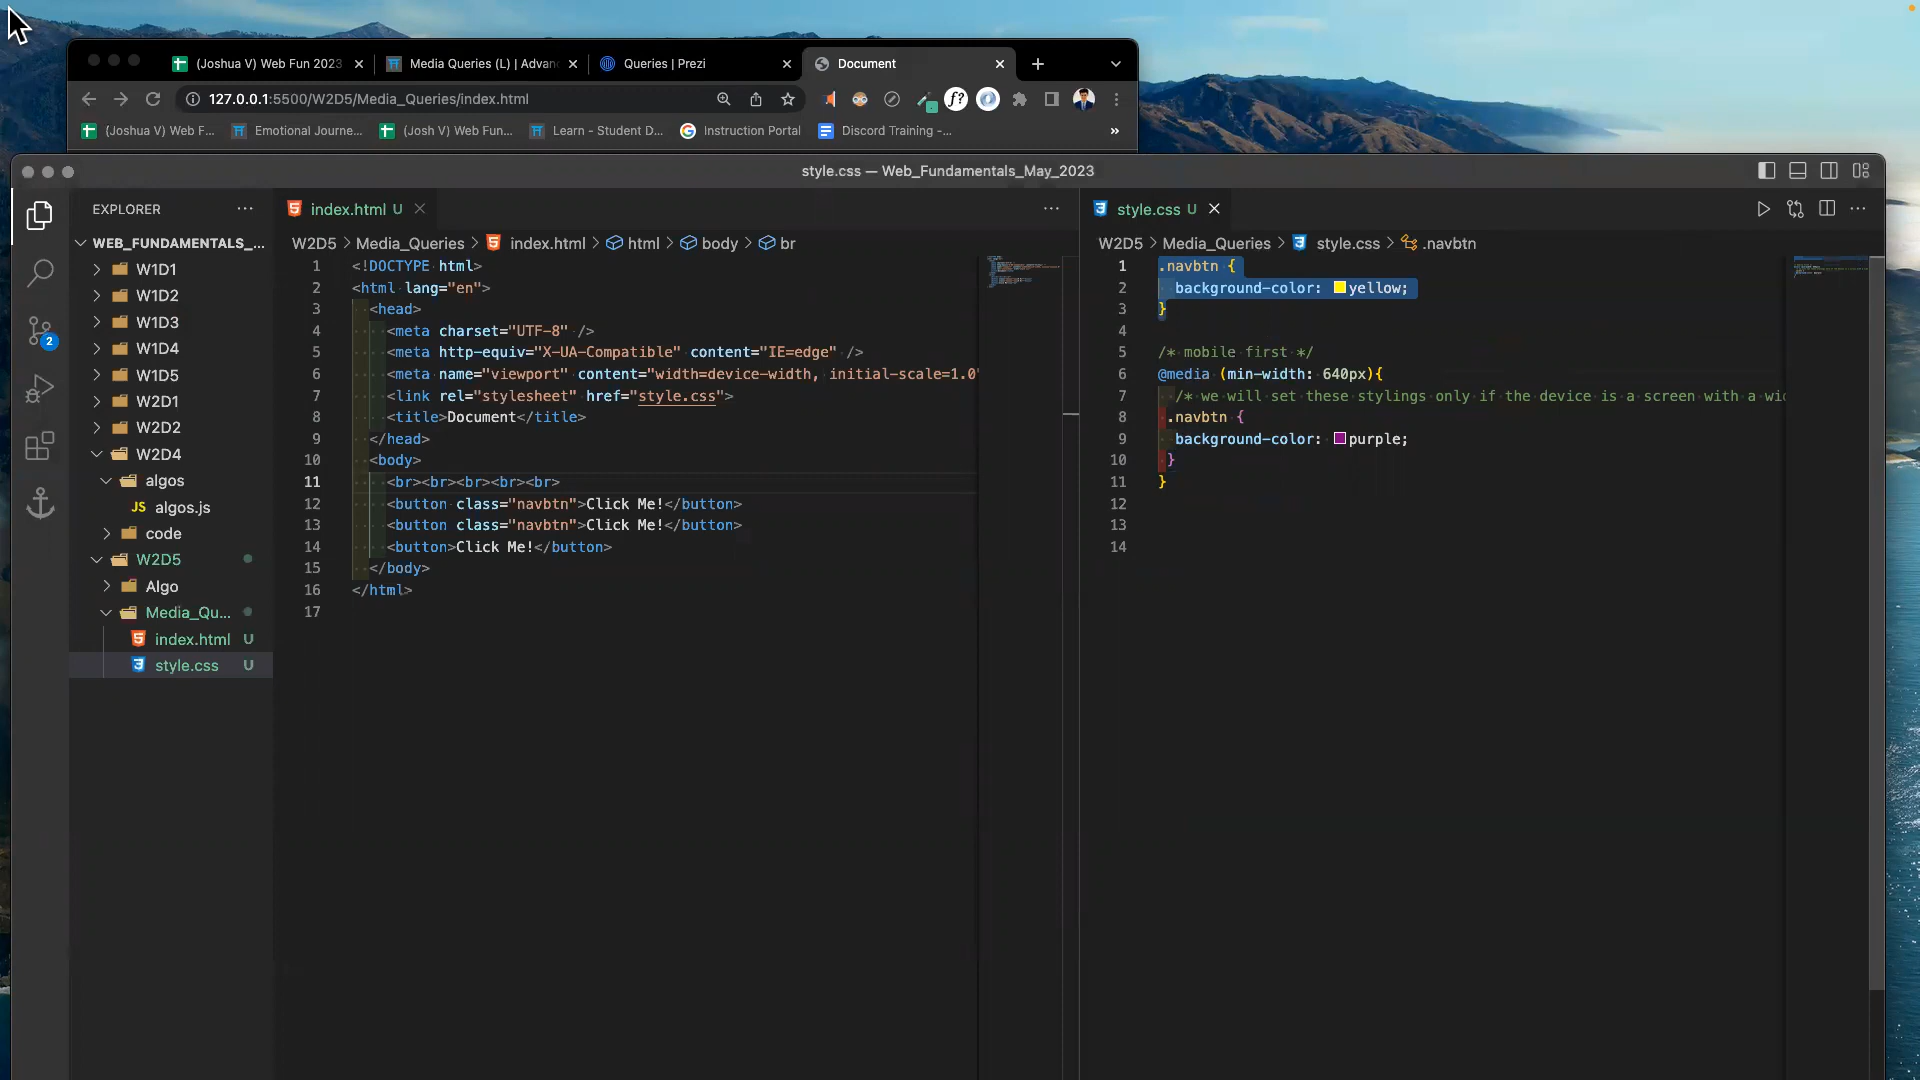 (Joshua V) Web Fun 2023
Media Queries (L) | Advan
Queries | Prezi
Document
127.0.0.1:5500/W2D5/Media_Queries/index.html
f?
(Joshua V) Web F...
Emotional Journe...
(Josh V) Web Fun...
Learn - Student D...
Instruction Portal
Discord Training -...
»
style.css — Web_Fundamentals_May_2023
EXPLORER
WEB_FUNDAMENTALS_...
W1D1
W1D2
W1D3
W1D4
W1D5
W2D1
W2D2
W2D4
algos
JS algos.js
code
W2D5
Algo
Media_Qu...
index.html U
style.css U
2
index.html U
W2D5 > Media_Queries > index.html > html > body > br
1 <!DOCTYPE html>
2 <html lang="en">
3 <head>
4 <meta charset="UTF-8" />
5 <meta http-equiv="X-UA-Compatible" content="IE=edge" />
6 <meta name="viewport" content="width=device-width, initial-scale=1.0"
7 <link rel="stylesheet" href="style.css">
8 <title>Document</title>
9 </head>
10 <body>
11 <br><br><br><br><br>
12 <button class="navbtn">Click Me!</button>
13 <button class="navbtn">Click Me!</button>
14 <button>Click Me!</button>
15 </body>
16 </html>
17
style.css U
W2D5 > Media_Queries > style.css > .navbtn
1 .navbtn {
2 background-color: yellow;
3 }
4
5 /* mobile first */
6 @media (min-width: 640px){
7 /* we will set these stylings only if the device is a screen with a wid
8 .navbtn {
9 background-color: purple;
10 }
11 }
12
13
14